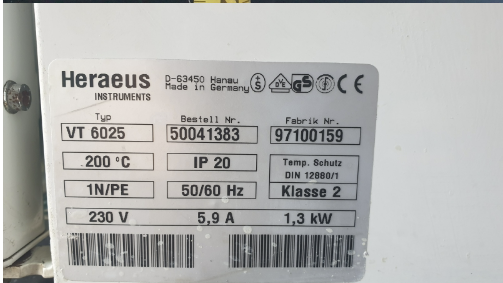 Heraeus
INSTRUMENTS
D-63450 Hanau
Made in Germany
Typ Bestell Nr. Fabrik Nr.
VT 6025 50041383 97100159
200 °C IP 20 Temp. Schutz
DIN 12880/1
1N/PE 50/60 Hz Klasse 2
230 V 5,9 A 1,3 kW